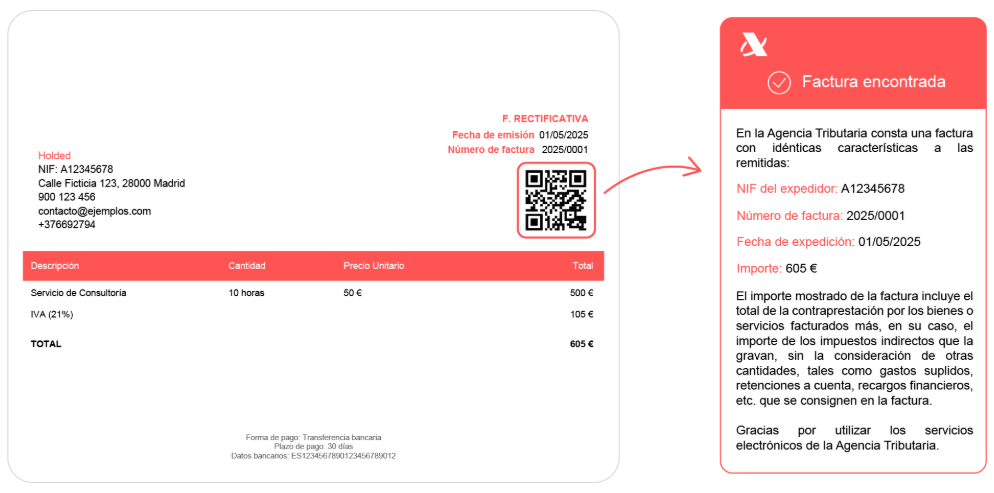 F. RECTIFICATIVA
Fecha de emisión 01/05/2025
Número de factura 2025/0001
Holded
NIF: A12345678
Calle Ficticia 123, 28000 Madrid
900 123 456
contacto@ejemplos.com
+376692794
Descripción Cantidad Precio Unitario Total
Servicio de Consultoría 10 horas 50 € 500 €
IVA (21%) 105 €
TOTAL 605 €
Forma de pago: Transferencia bancaria
Plazo de pago: 30 días
Datos bancarios: ES1234567890123456789012
Factura encontrada
En la Agencia Tributaria consta una factura
con idénticas características a las
remitidas:
NIF del expedidor: A12345678
Número de factura: 2025/0001
Fecha de expedición: 01/05/2025
Importe: 605 €
El importe mostrado de la factura incluye el
total de la contraprestación por los bienes o
servicios facturados más, en su caso, el
importe de los impuestos indirectos que la
gravan, sin la consideración de otras
cantidades, tales como gastos suplidos,
retenciones a cuenta, recargos financieros,
etc. que se consignen en la factura.
Gracias por utilizar los servicios
electrónicos de la Agencia Tributaria.